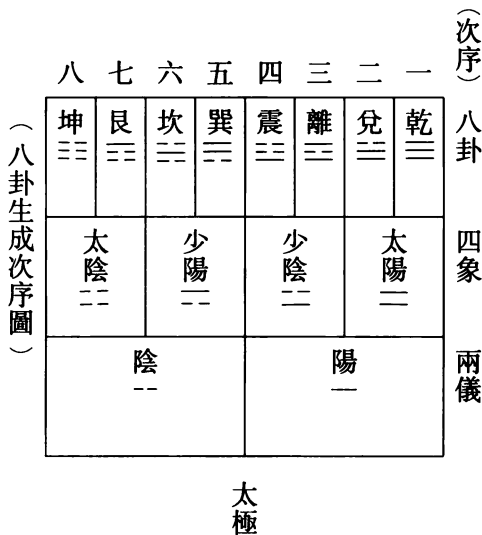 （次序）
一 二 三 四 五 六 七 八
八卦
乾 兌 離 震 巽 坎 艮 坤
四象
太陽 少陰 少陽 太陰
兩儀
陽 陰
太極
（八卦生成次序圖）